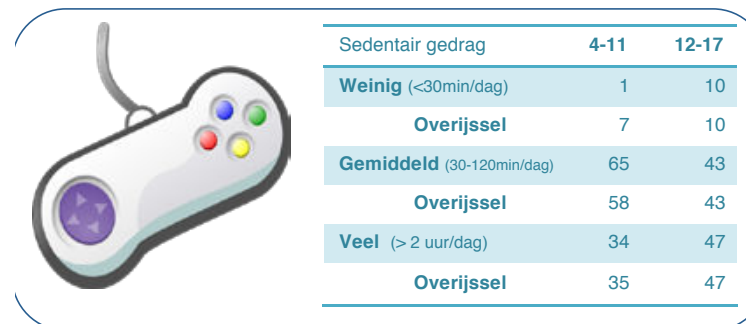 Sedentair gedrag 4-11 12-17
Weinig (<30min/dag) 1 10
Overijssel 7 10
Gemiddeld (30-120min/dag) 65 43
Overijssel 58 43
Veel (> 2 uur/dag) 34 47
Overijssel 35 47